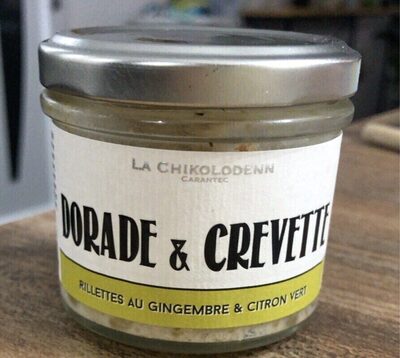 LA CHIKOLODENN
CARANTEC
DORADE & CREVETTE
RILLETTES AU GINGEMBRE & CITRON VERT